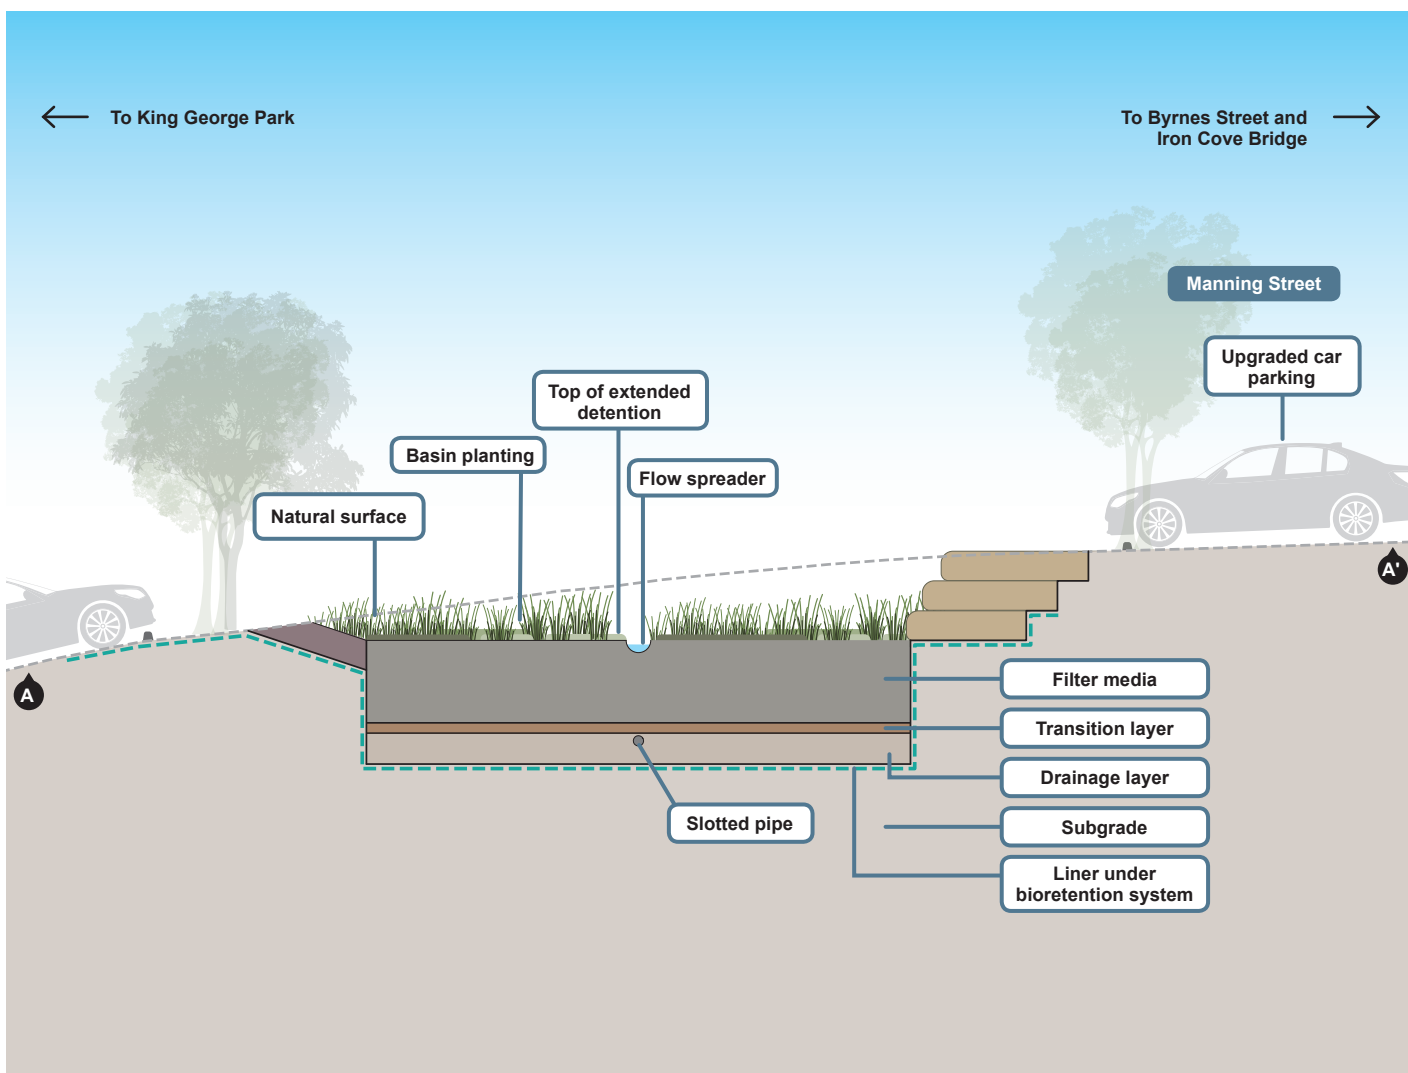 To King George Park
To Byrnes Street and
Iron Cove Bridge
Manning Street
Upgraded car
parking
Top of extended
detention
Basin planting
Flow spreader
Natural surface
A'
A
Filter media
Transition layer
Drainage layer
Slotted pipe
Subgrade
Liner under
bioretention system